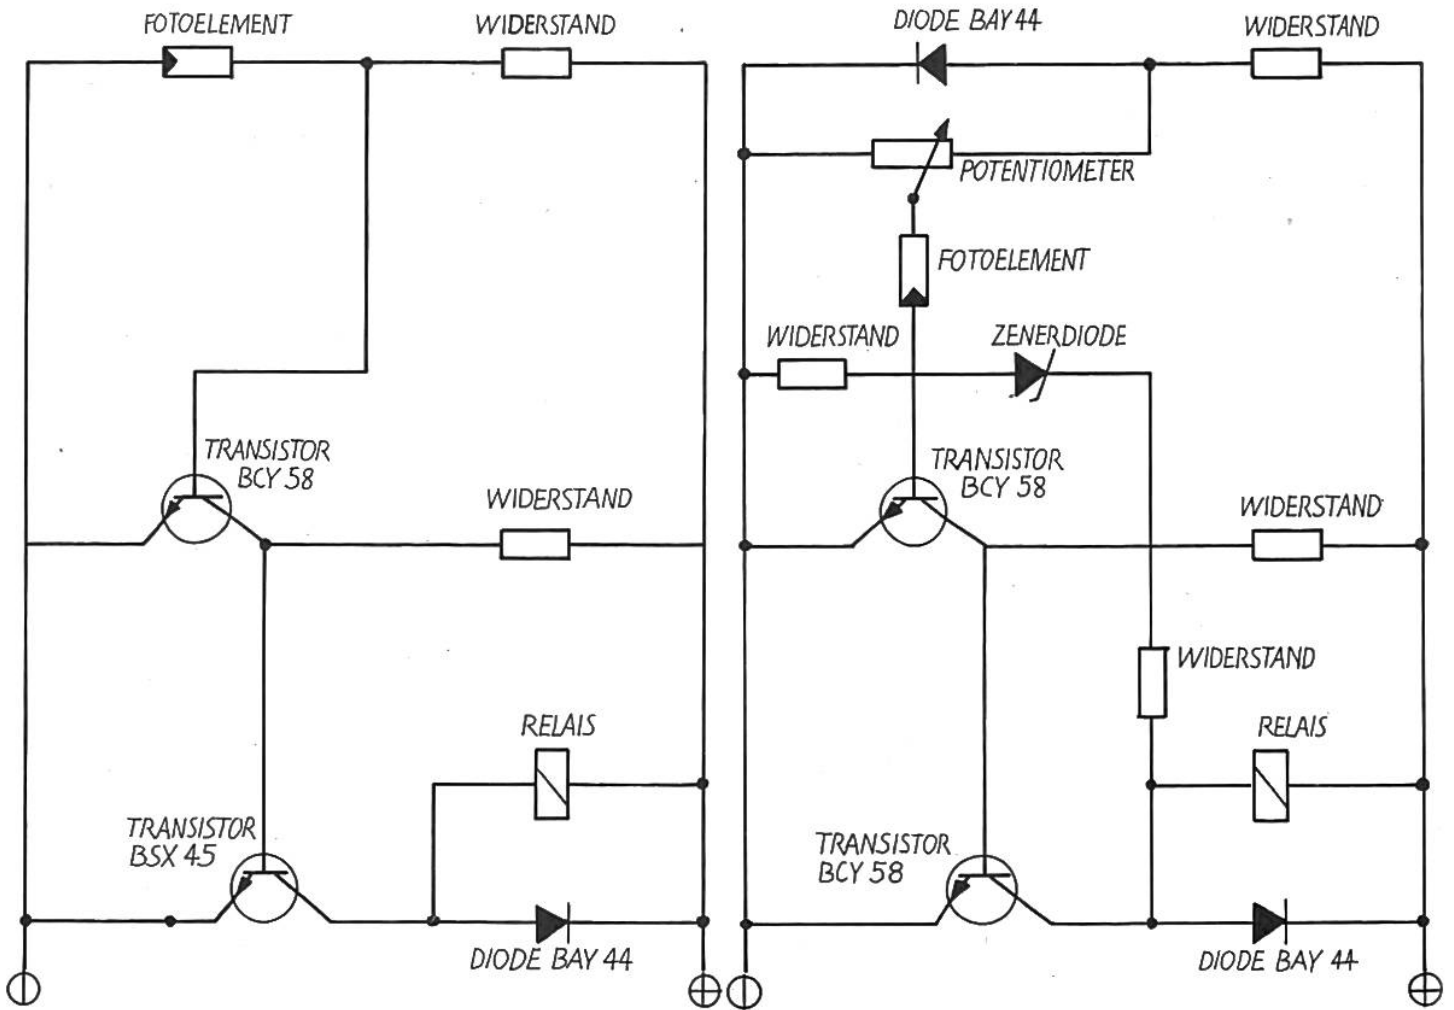 FOTOELEMENT
WIDERSTAND
TRANSISTOR
BCY 58
WIDERSTAND
RELAIS
TRANSISTOR
BSX 45
DIODE BAY 44
DIODE BAY 44
WIDERSTAND
POTENTIOMETER
FOTOELEMENT
WIDERSTAND
ZENERDIODE
TRANSISTOR
BCY 58
WIDERSTAND
WIDERSTAND
RELAIS
TRANSISTOR
BCY 58
DIODE BAY 44